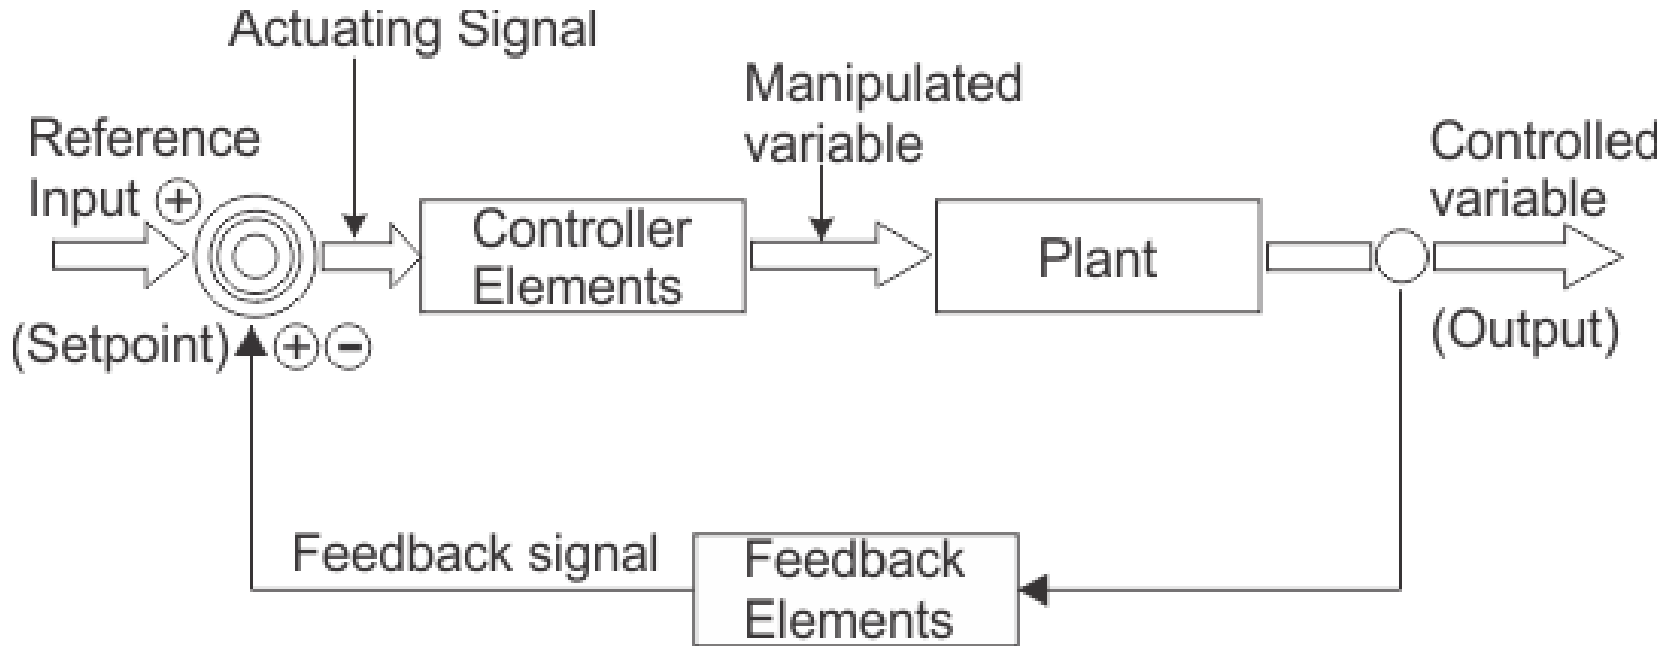 Actuating Signal
Manipulated
variable
Reference
Input +
Controlled
variable
Controller
Elements
Plant
(Setpoint) + −
(Output)
Feedback signal
Feedback
Elements